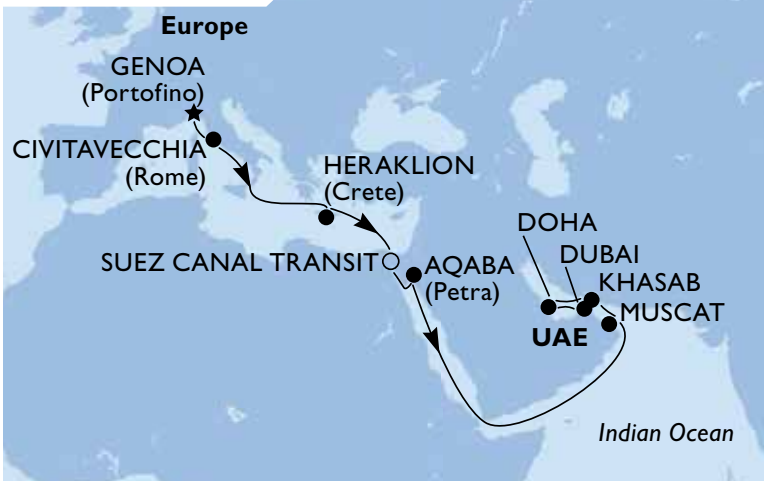 Europe
GENOA
(Portofino)
CIVITAVECCHIA
(Rome)
HERAKLION
(Crete)
SUEZ CANAL TRANSIT
AQABA
(Petra)
DOHA
DUBAI
KHASAB
MUSCAT
UAE
Indian Ocean